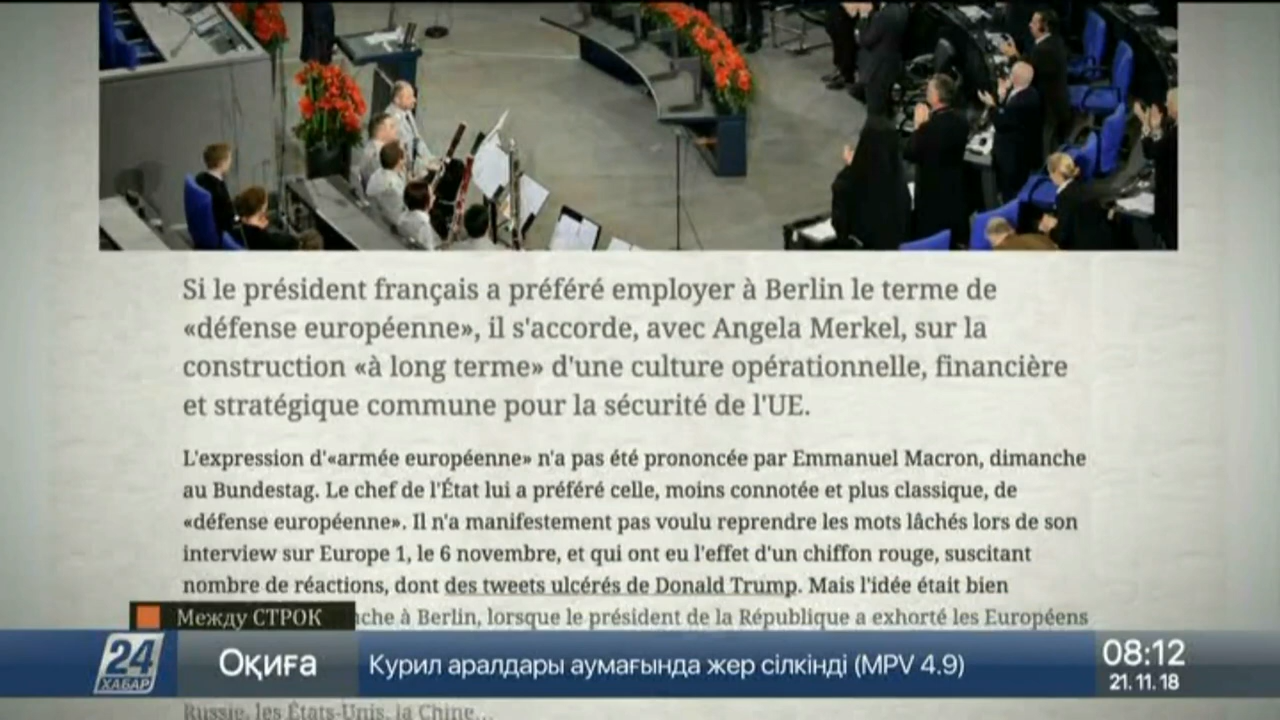 Si le président français a préféré employer à Berlin le terme de
«défense européenne», il s'accorde, avec Angela Merkel, sur la
construction «à long terme» d'une culture opérationnelle, financière
et stratégique commune pour la sécurité de l'UE.
L'expression d'«armée européenne» n'a pas été prononcée par Emmanuel Macron, dimanche
au Bundestag. Le chef de l'État lui a préféré celle, moins connotée et plus classique, de
«défense européenne». Il n'a manifestement pas voulu reprendre les mots lâchés lors de son
interview sur Europe 1, le 6 novembre, et qui ont eu l'effet d'un chiffon rouge, suscitant
nombre de réactions, dont des tweets ulcérés de Donald Trump. Mais l'idée était bien
Между СТРОК
à Berlin, lorsque le président de la République a exhorté les Européens
24 ХАБАР
Оқиға
Курил аралдары аумағында жер сілкінді (MPV 4.9)
08:12
21.11.18
Russie, les États-Unis, la Chine...